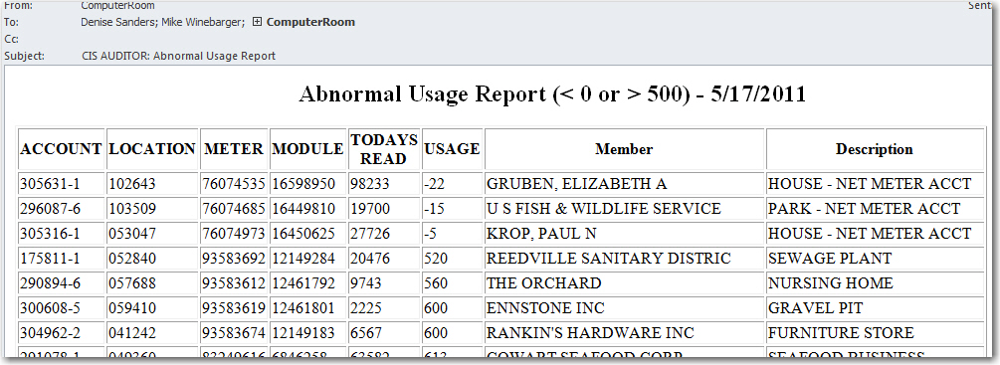 From: ComputerRoom Sent:
To: Denise Sanders; Mike Winebarger; ComputerRoom
Cc:
Subject: CIS AUDITOR: Abnormal Usage Report
Abnormal Usage Report (< 0 or > 500) - 5/17/2011
ACCOUNT LOCATION METER MODULE TODAYS READ USAGE Member Description
305631-1 102643 76074535 16598950 98233 -22 GRUBEN, ELIZABETH A HOUSE - NET METER ACCT
296087-6 103509 76074685 16449810 19700 -15 U S FISH & WILDLIFE SERVICE PARK - NET METER ACCT
305316-1 053047 76074973 16450625 27726 -5 KROP, PAUL N HOUSE - NET METER ACCT
175811-1 052840 93583692 12149284 20476 520 REEDVILLE SANITARY DISTRIC SEWAGE PLANT
290894-6 057688 93583612 12461792 9743 560 THE ORCHARD NURSING HOME
300608-5 059410 93583619 12461801 2225 600 ENNSTONE INC GRAVEL PIT
304962-2 041242 93583674 12149183 6567 600 RANKIN'S HARDWARE INC FURNITURE STORE
613 COWART SEAFOOD CORP SEAFOOD BUSINESS